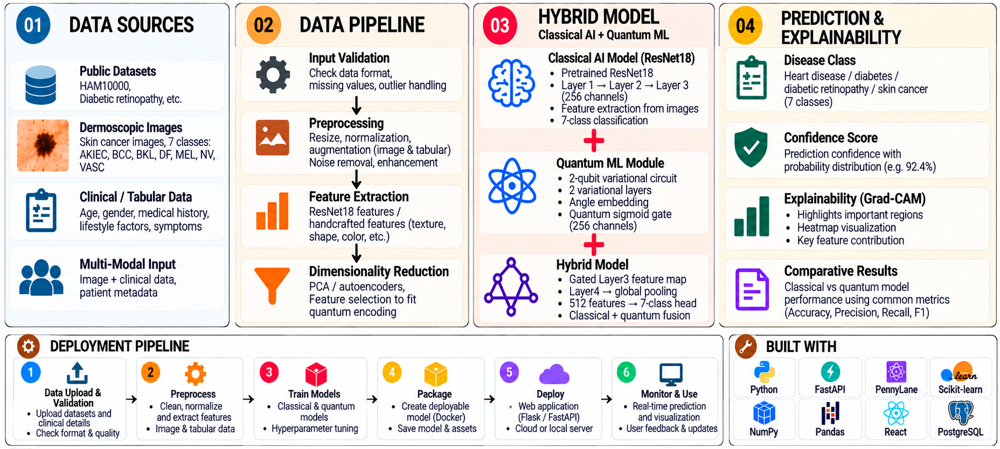 01
DATA SOURCES
Public Datasets
HAM10000,
Diabetic retinopathy, etc.
Dermoscopic Images
Skin cancer images, 7 classes:
AKIEC, BCC, BKL, DF, MEL, NV,
VASC
Clinical / Tabular Data
Age, gender, medical history,
lifestyle factors, symptoms
Multi-Modal Input
Image + clinical data,
patient metadata
02
DATA PIPELINE
Input Validation
Check data format,
missing values, outlier handling
Preprocessing
Resize, normalization,
augmentation (image & tabular)
Noise removal, enhancement
Feature Extraction
ResNet18 features /
handcrafted features (texture,
shape, color, etc.)
Dimensionality Reduction
PCA / autoencoders,
Feature selection to fit
quantum encoding
03
HYBRID MODEL
Classical AI + Quantum ML
Classical AI Model (ResNet18)
• Pretrained ResNet18
• Layer 1 → Layer 2 → Layer 3
(256 channels)
• Feature extraction from images
• 7-class classification
+
Quantum ML Module
• 2-qubit variational circuit
• 2 variational layers
• Angle embedding
• Quantum sigmoid gate
(256 channels)
+
Hybrid Model
• Gated Layer3 feature map
• Layer4 → global pooling
• 512 features → 7-class head
• Classical + quantum fusion
04
PREDICTION &
EXPLAINABILITY
Disease Class
Heart disease / diabetes /
diabetic retinopathy / skin cancer
(7 classes)
Confidence Score
Prediction confidence with
probability distribution (e.g. 92.4%)
Explainability (Grad-CAM)
• Highlights important regions
• Heatmap visualization
• Key feature contribution
Comparative Results
Classical vs quantum model
performance using common metrics
(Accuracy, Precision, Recall, F1)
DEPLOYMENT PIPELINE
1
Data Upload &
Validation
• Upload datasets and
clinical details
• Check format & quality
2
Preprocess
• Clean, normalize
and extract features
• Image & tabular data
3
Train Models
• Classical & quantum
models
• Hyperparameter tuning
4
Package
• Create deployable
model (Docker)
• Save model & assets
5
Deploy
• Web application
(Flask / FastAPI)
• Cloud or local server
6
Monitor & Use
• Real-time prediction
and visualization
• User feedback & updates
BUILT WITH
Python
FastAPI
PennyLane
learn
Scikit-learn
NumPy
Pandas
React
PostgreSQL